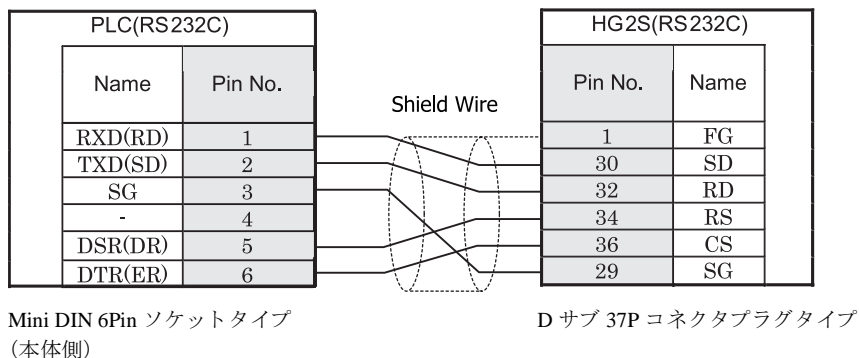 PLC(RS232C)
HG2S(RS232C)
Name Pin No.
Pin No. Name
Shield Wire
RXD(RD) 1
1 FG
TXD(SD) 2
30 SD
SG 3
32 RD
- 4
34 RS
DSR(DR) 5
36 CS
DTR(ER) 6
29 SG
Mini DIN 6Pin ソケットタイプ
(本体側)
D サブ 37P コネクタプラグタイプ